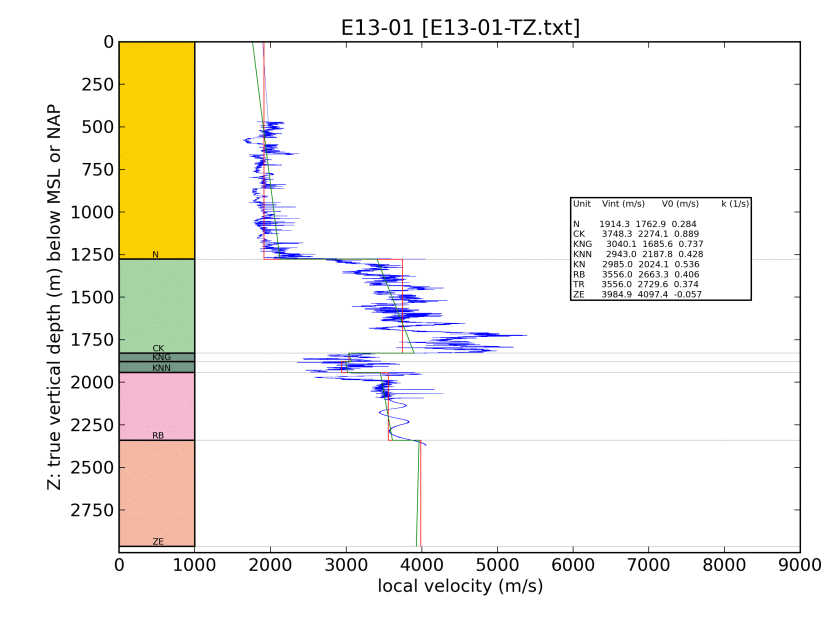 E13-01 [E13-01-TZ.txt]
Z: true vertical depth (m) below MSL or NAP
0
250
500
750
1000
1250
1500
1750
2000
2250
2500
2750
N
CK
KNG
KNN
RB
ZE
Unit Vint (m/s) V0 (m/s) k (1/s)
N 1914.3 1762.9 0.284
CK 3748.3 2274.1 0.889
KNG 3040.1 1685.6 0.737
KNN 2943.0 2187.8 0.428
KN 2985.0 2024.1 0.536
RB 3556.0 2663.3 0.406
TR 3556.0 2729.6 0.374
ZE 3984.9 4097.4 -0.057
0 1000 2000 3000 4000 5000 6000 7000 8000 9000
local velocity (m/s)